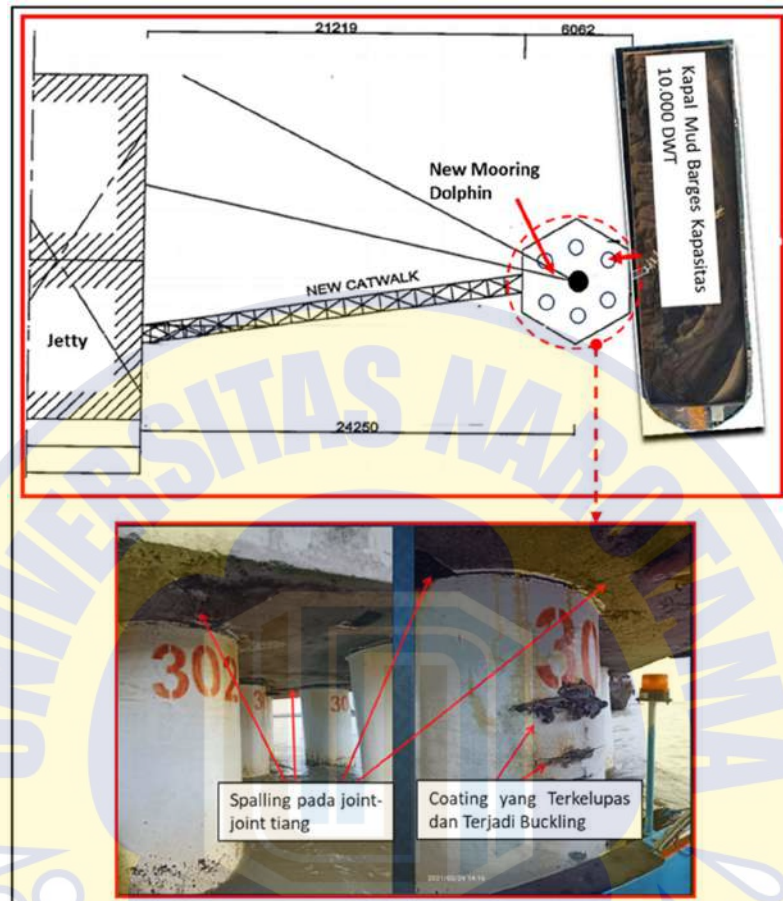 21219
6062
Kapal Mud Barges Kapasitas
10.000 DWT
New Mooring
Dolphin
NEW CATWALK
Jetty
24250
UNIVERSITAS NAROTAMA
302
3
30
30
Spalling pada joint-
joint tiang
Coating yang Terkelupas
dan Terjadi Buckling